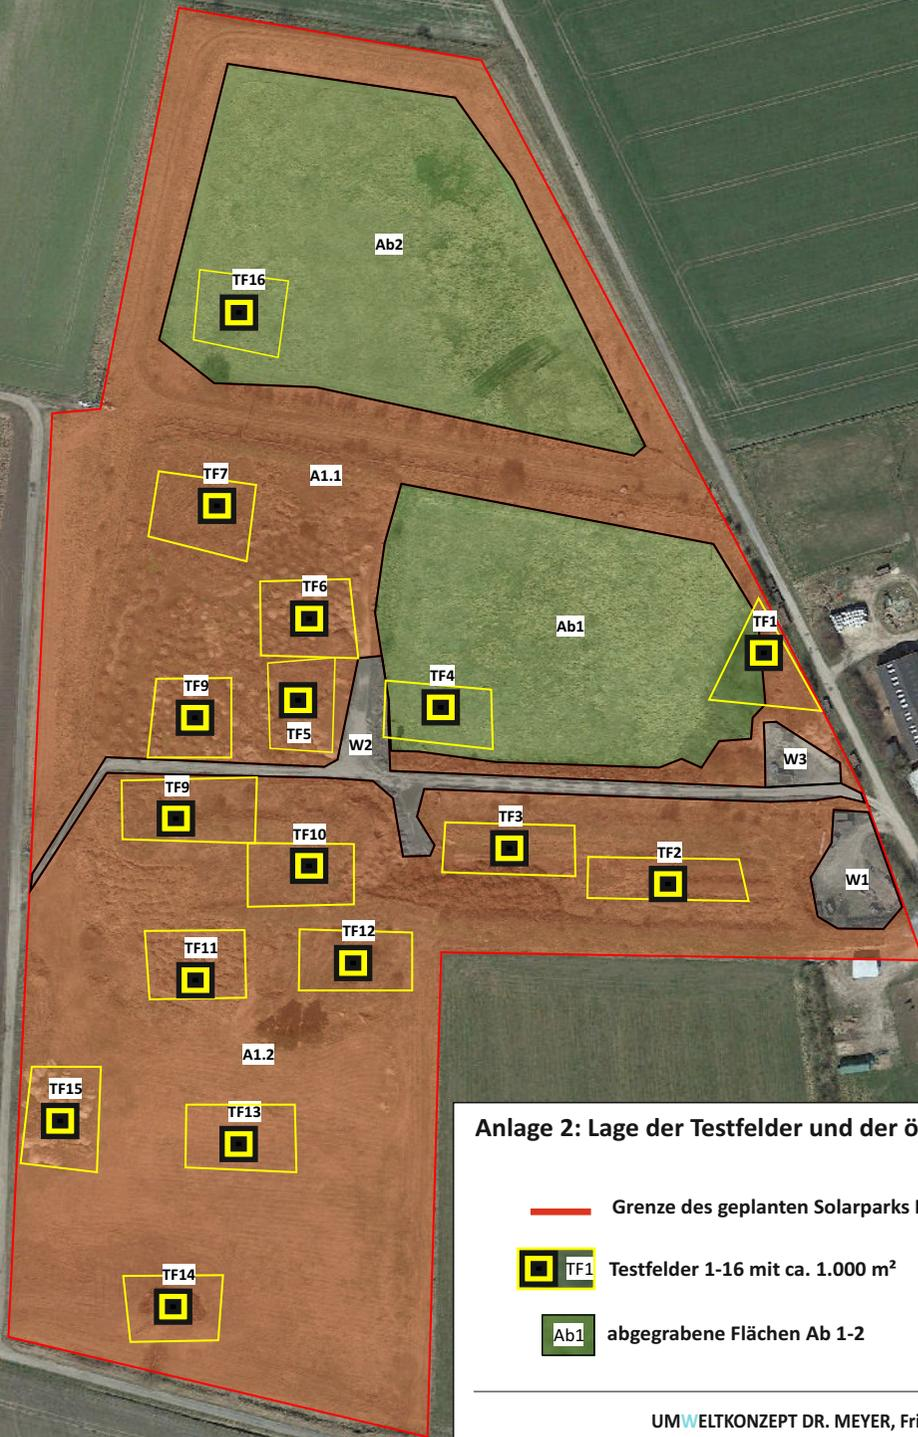 Ab2
TF16
TF7
A1.1
TF6
Ab1
TF1
TF4
TF9
TF5
W2
W3
TF9
TF3
TF10
TF2
W1
TF12
TF11
A1.2
TF15
TF13
TF14
Anlage 2: Lage der Testfelder und der ö
Grenze des geplanten Solarparks
TF1 Testfelder 1-16 mit ca. 1.000 m²
Ab1 abgegrabene Flächen Ab 1-2
UMWELTKONZEPT DR. MEYER, Fri